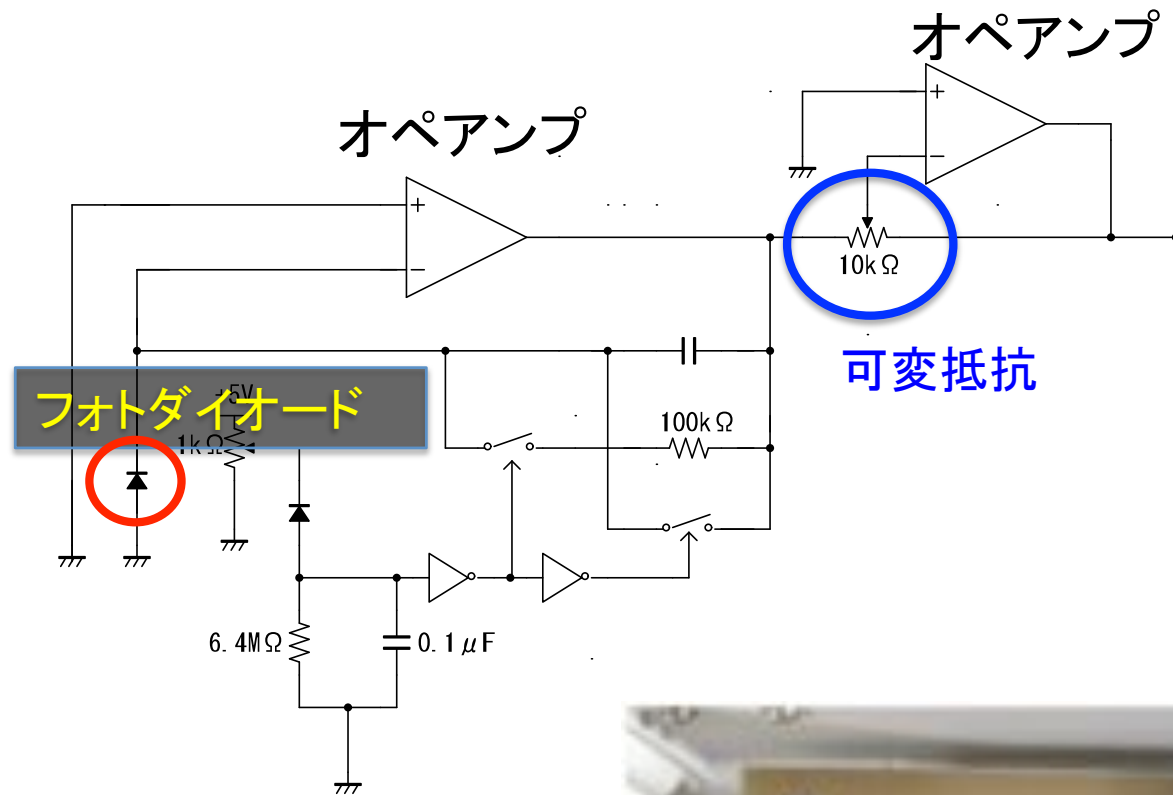 オペアンプ
オペアンプ
+
−
+
−
10kΩ
可変抵抗
+5V
フォトダイオード
1kΩ
100kΩ
6.4MΩ
0.1μF